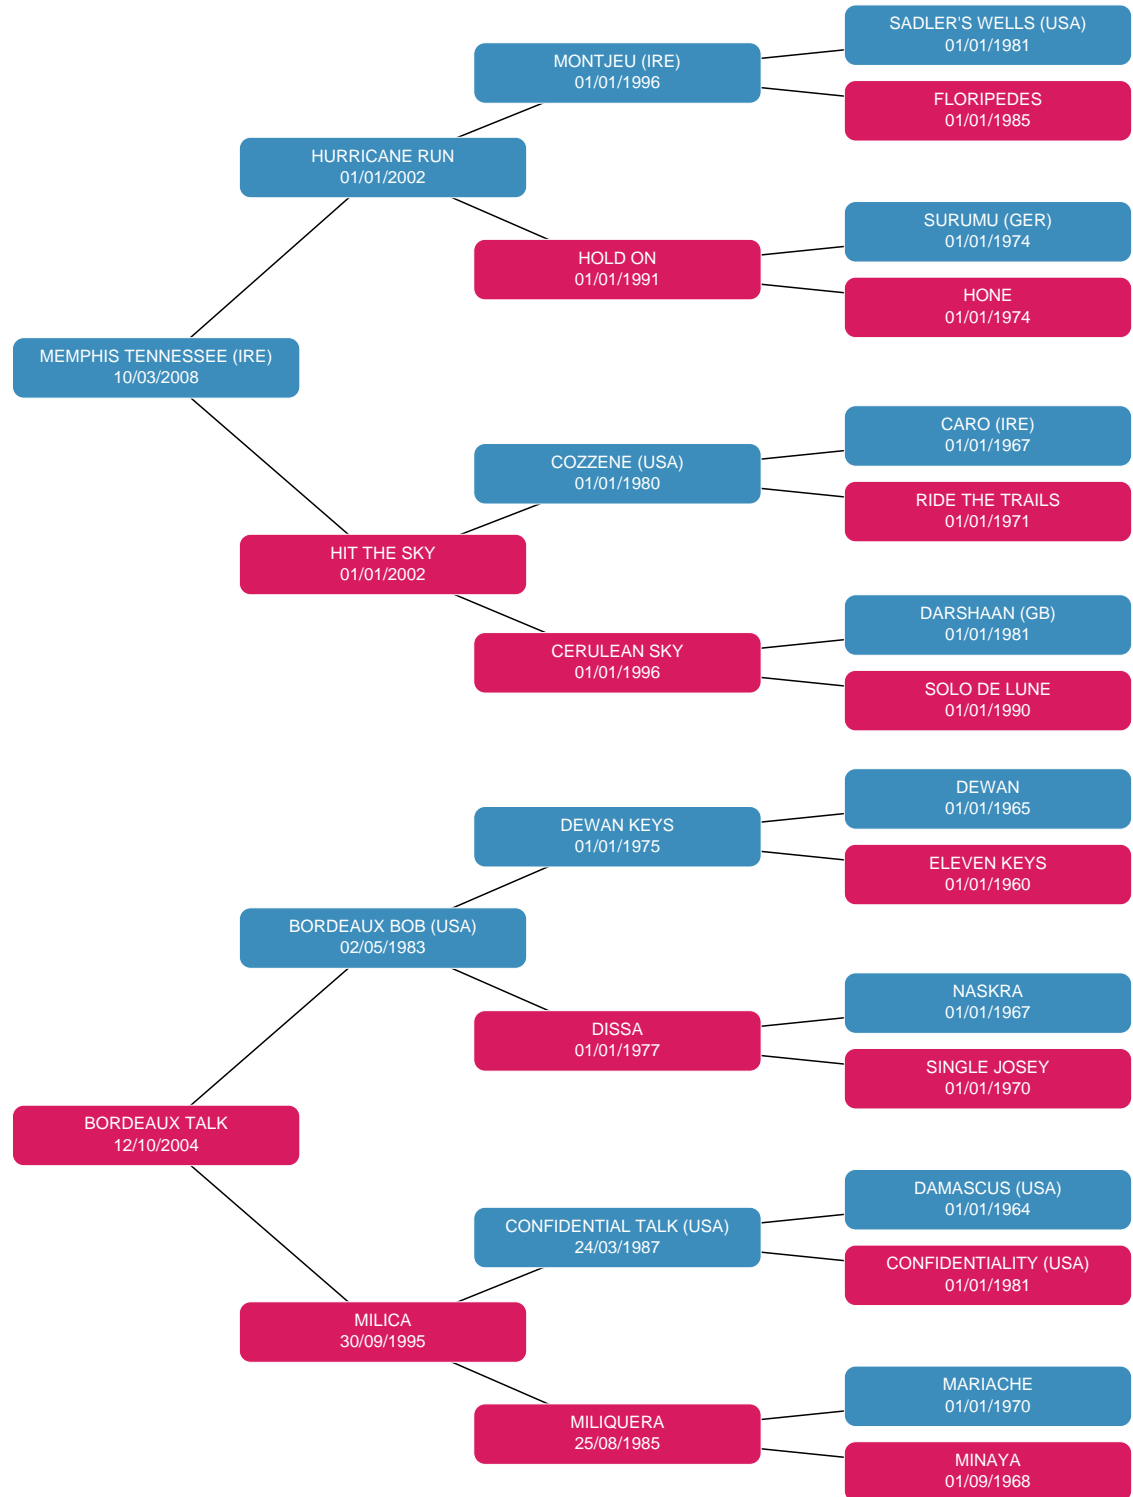 SADLER'S WELLS (USA)
01/01/1981
MONTJEU (IRE)
01/01/1996
FLORIPEDES
01/01/1985
HURRICANE RUN
01/01/2002
SURUMU (GER)
01/01/1974
HOLD ON
01/01/1991
HONE
01/01/1974
MEMPHIS TENNESSEE (IRE)
10/03/2008
CARO (IRE)
01/01/1967
COZZENE (USA)
01/01/1980
RIDE THE TRAILS
01/01/1971
HIT THE SKY
01/01/2002
DARSHAAN (GB)
01/01/1981
CERULEAN SKY
01/01/1996
SOLO DE LUNE
01/01/1990
DEWAN
01/01/1965
DEWAN KEYS
01/01/1975
ELEVEN KEYS
01/01/1960
BORDEAUX BOB (USA)
02/05/1983
NASKRA
01/01/1967
DISSA
01/01/1977
SINGLE JOSEY
01/01/1970
BORDEAUX TALK
12/10/2004
DAMASCUS (USA)
01/01/1964
CONFIDENTIAL TALK (USA)
24/03/1987
CONFIDENTIALITY (USA)
01/01/1981
MILICA
30/09/1995
MARIACHE
01/01/1970
MILIQUERA
25/08/1985
MINAYA
01/09/1968